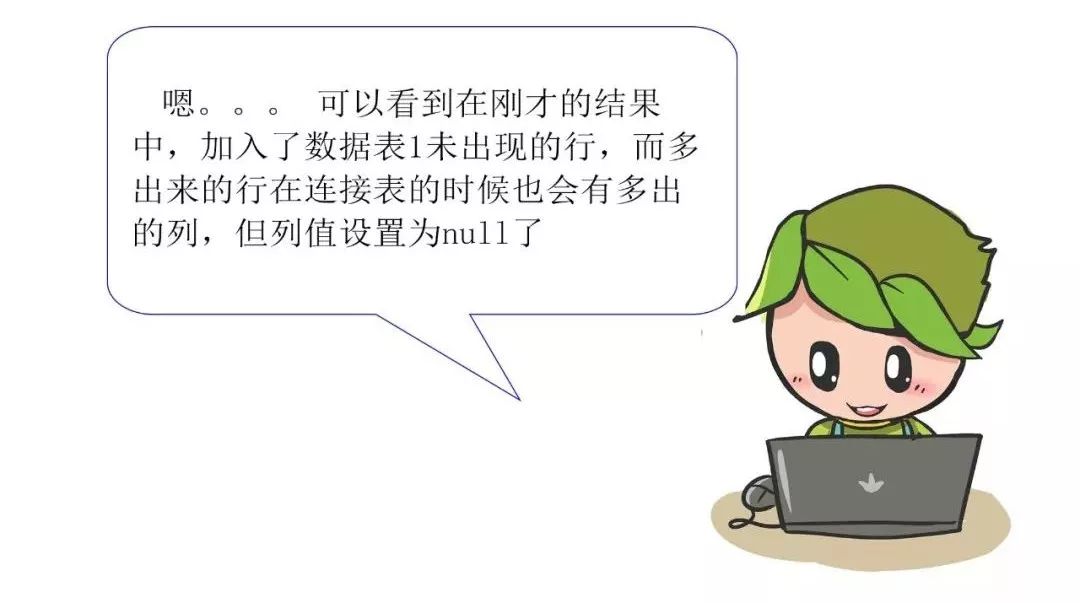 嗯。。。 可以看到在刚才的结果
中，加入了数据表1未出现的行，而多
出来的行在连接表的时候也会有多出
的列，但列值设置为null了